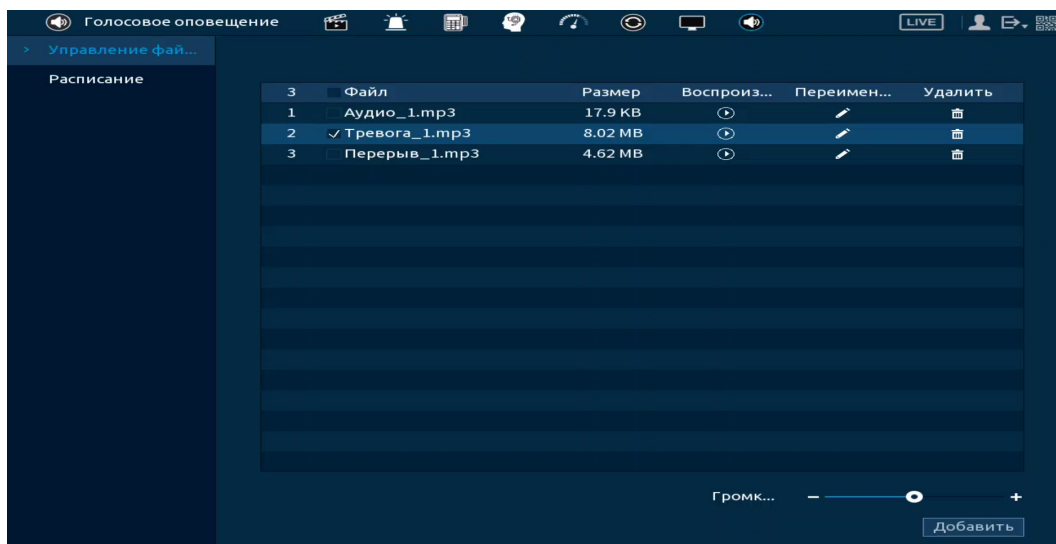 Голосовое оповещение LIVE
> Управление фай...
Расписание
3 Файл Размер Воспроиз... Переимен... Удалить
1 Аудио_1.mp3 17.9 KB
2 Тревога_1.mp3 8.02 MB
3 Перерыв_1.mp3 4.62 MB
Громк... − +
Добавить